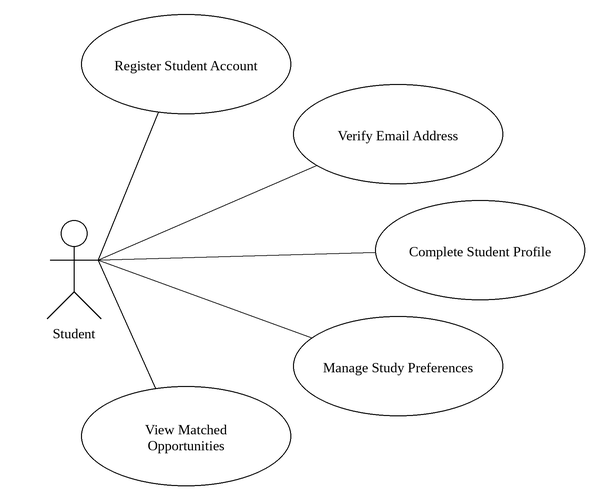 Register Student Account
Verify Email Address
Complete Student Profile
Student
Manage Study Preferences
View Matched
Opportunities